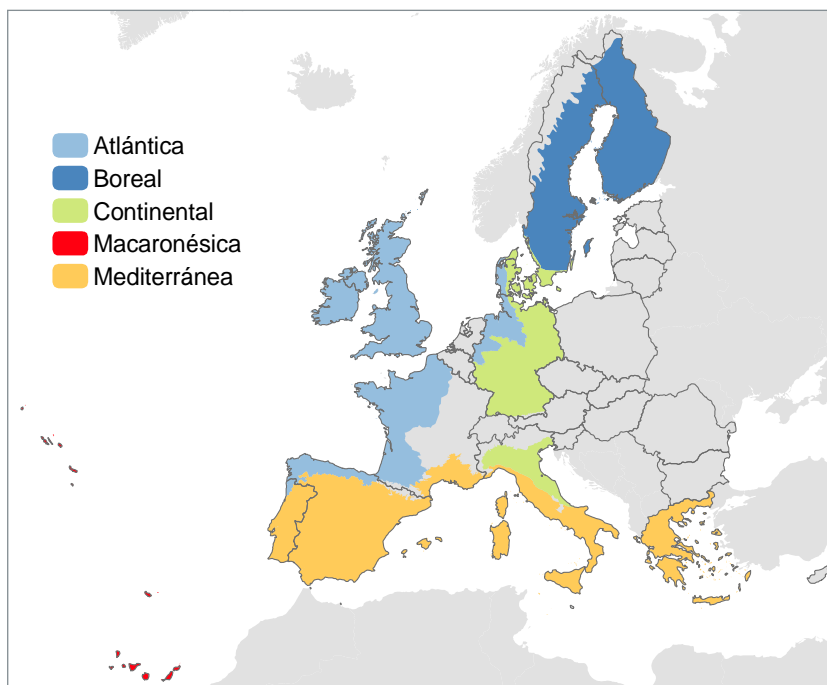 Atlántica
Boreal
Continental
Macaronésica
Mediterránea